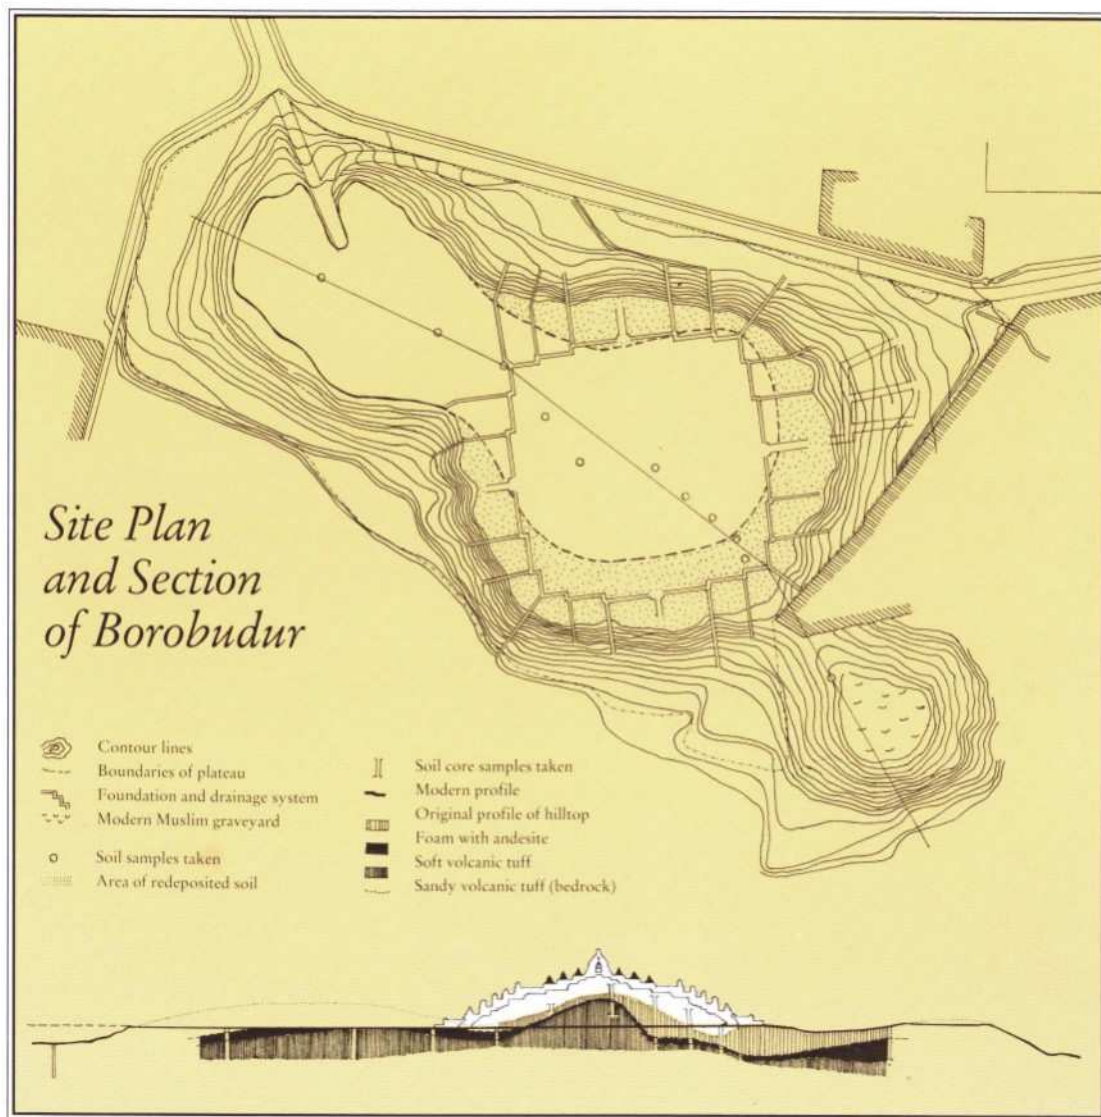 Site Plan
and Section
of Borobudur
Contour lines
Boundaries of plateau
Foundation and drainage system
Modern Muslim graveyard
Soil samples taken
Area of redeposited soil
Soil core samples taken
Modern profile
Original profile of hilltop
Foam with andesite
Soft volcanic tuff
Sandy volcanic tuff (bedrock)